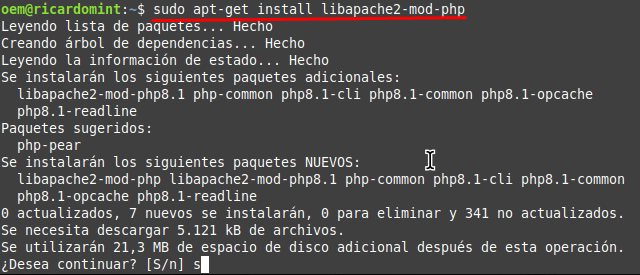 oem@ricardomint:~$ sudo apt-get install libapache2-mod-php
Leyendo lista de paquetes... Hecho
Creando árbol de dependencias... Hecho
Leyendo la información de estado... Hecho
Se instalarán los siguientes paquetes adicionales:
  libapache2-mod-php8.1 php-common php8.1-cli php8.1-common php8.1-opcache
  php8.1-readline
Paquetes sugeridos:
  php-pear
Se instalarán los siguientes paquetes NUEVOS:
  libapache2-mod-php libapache2-mod-php8.1 php-common php8.1-cli php8.1-common
  php8.1-opcache php8.1-readline
0 actualizados, 7 nuevos se instalarán, 0 para eliminar y 341 no actualizados.
Se necesita descargar 5.121 kB de archivos.
Se utilizarán 21,3 MB de espacio de disco adicional después de esta operación.
¿Desea continuar? [S/n] s